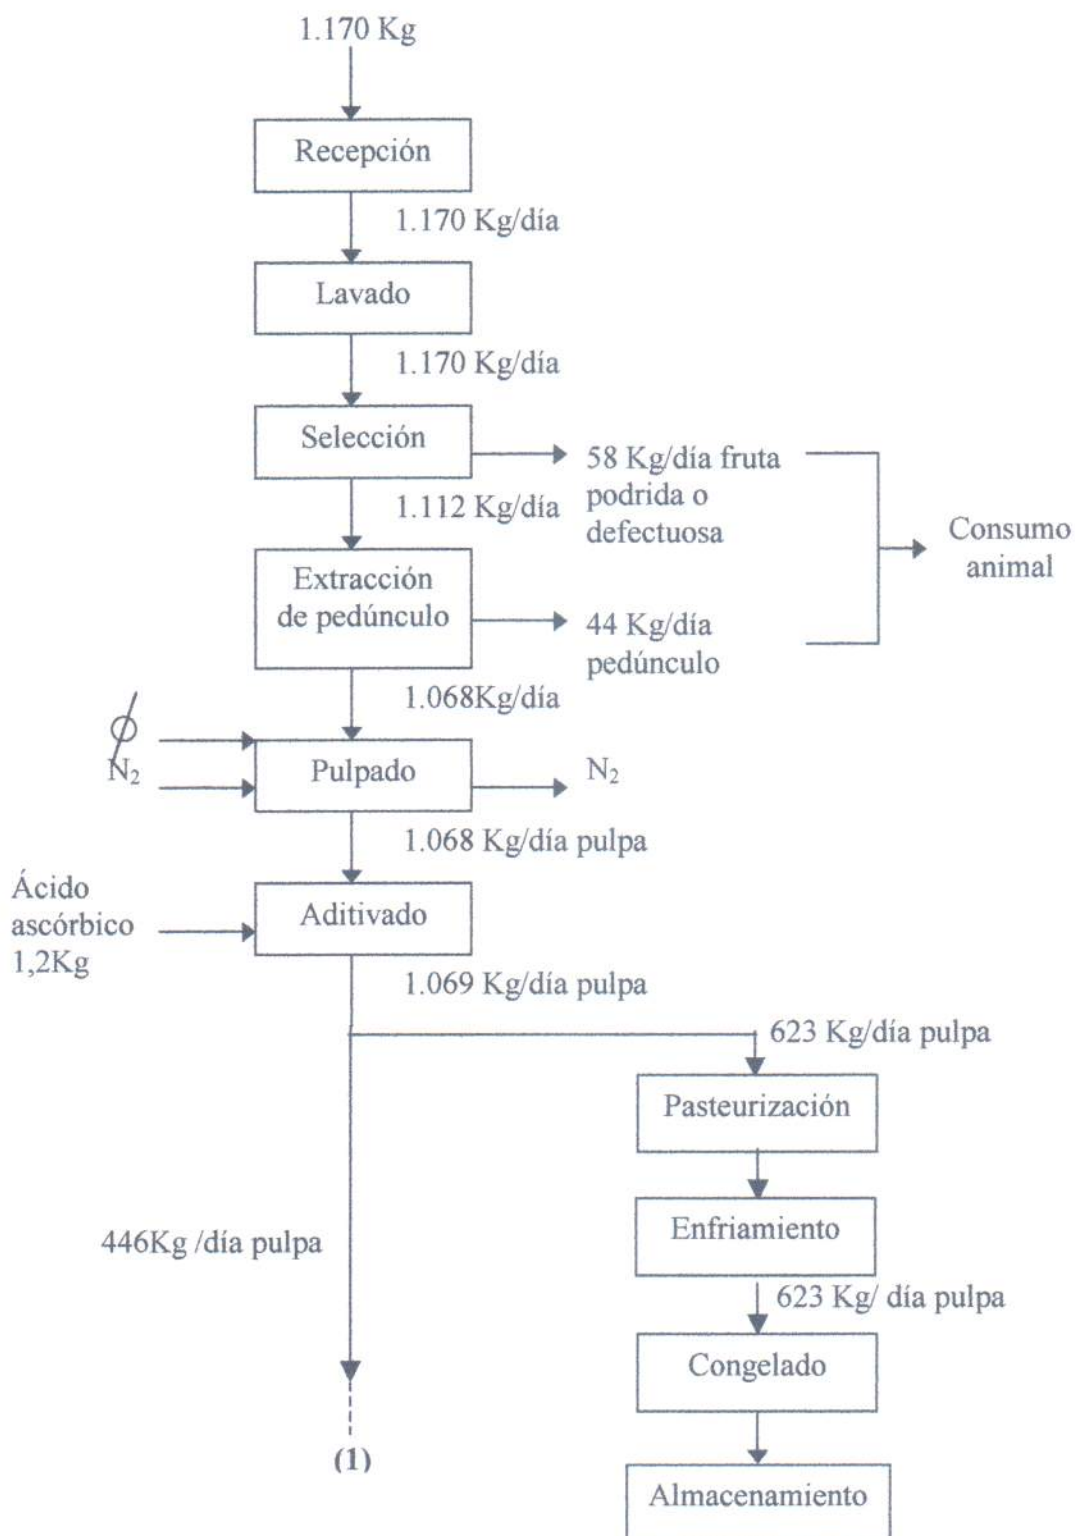 1.170 Kg
Recepción
1.170 Kg/día
Lavado
1.170 Kg/día
Selección
58 Kg/día fruta
podrida o
defectuosa
1.112 Kg/día
Consumo
animal
Extracción
de pedúnculo
44 Kg/día
pedúnculo
1.068Kg/día
N₂
Pulpado
N₂
1.068 Kg/día pulpa
Ácido
ascórbico
1,2Kg
Aditivado
1.069 Kg/día pulpa
623 Kg/día pulpa
Pasteurización
446Kg /día pulpa
Enfriamiento
623 Kg/ día pulpa
Congelado
(1)
Almacenamiento